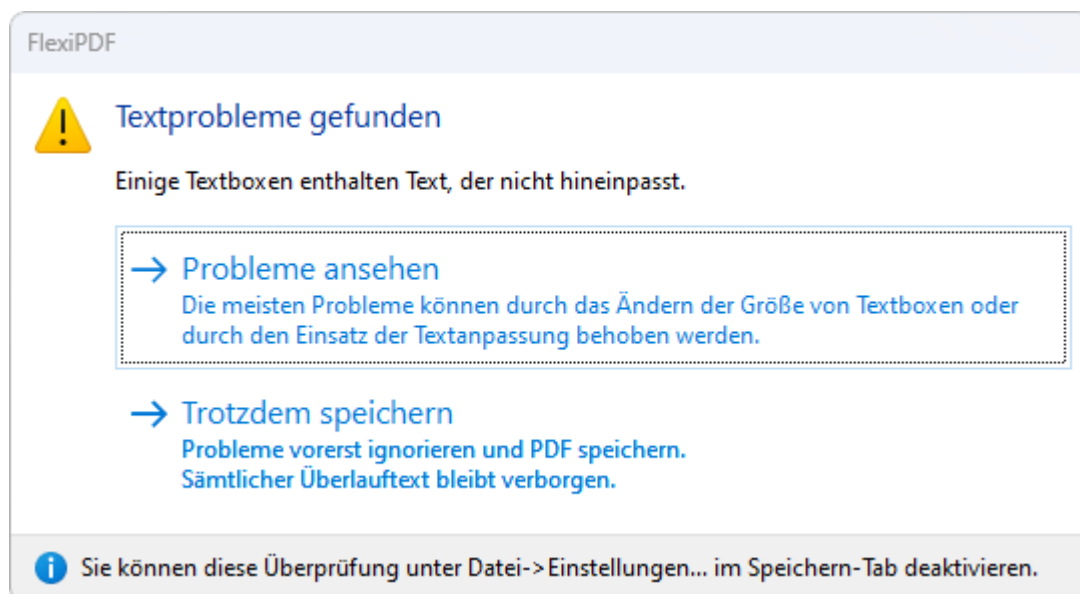 FlexiPDF
Textprobleme gefunden
Einige Textboxen enthalten Text, der nicht hineinpasst.
Probleme ansehen
Die meisten Probleme können durch das Ändern der Größe von Textboxen oder
durch den Einsatz der Textanpassung behoben werden.
Trotzdem speichern
Probleme vorerst ignorieren und PDF speichern.
Sämtlicher Überlauftext bleibt verborgen.
Sie können diese Überprüfung unter Datei->Einstellungen... im Speichern-Tab deaktivieren.